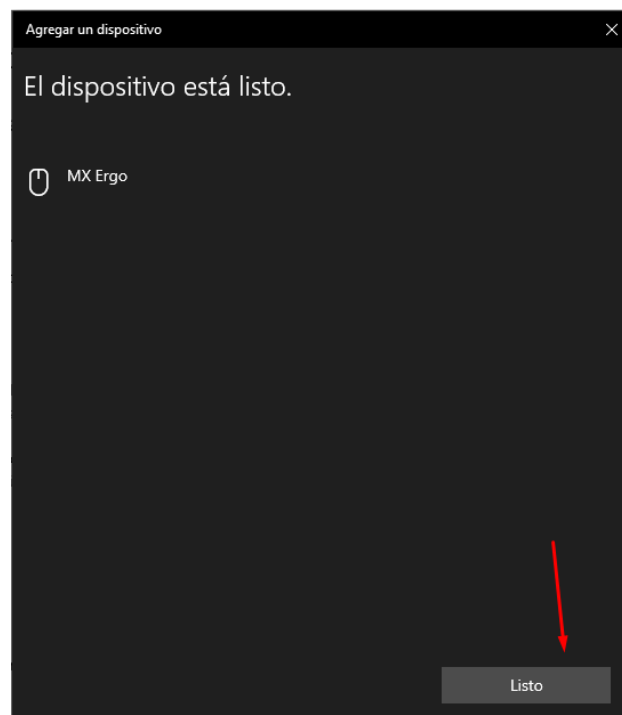 Agregar un dispositivo
El dispositivo está listo.
MX Ergo
Listo